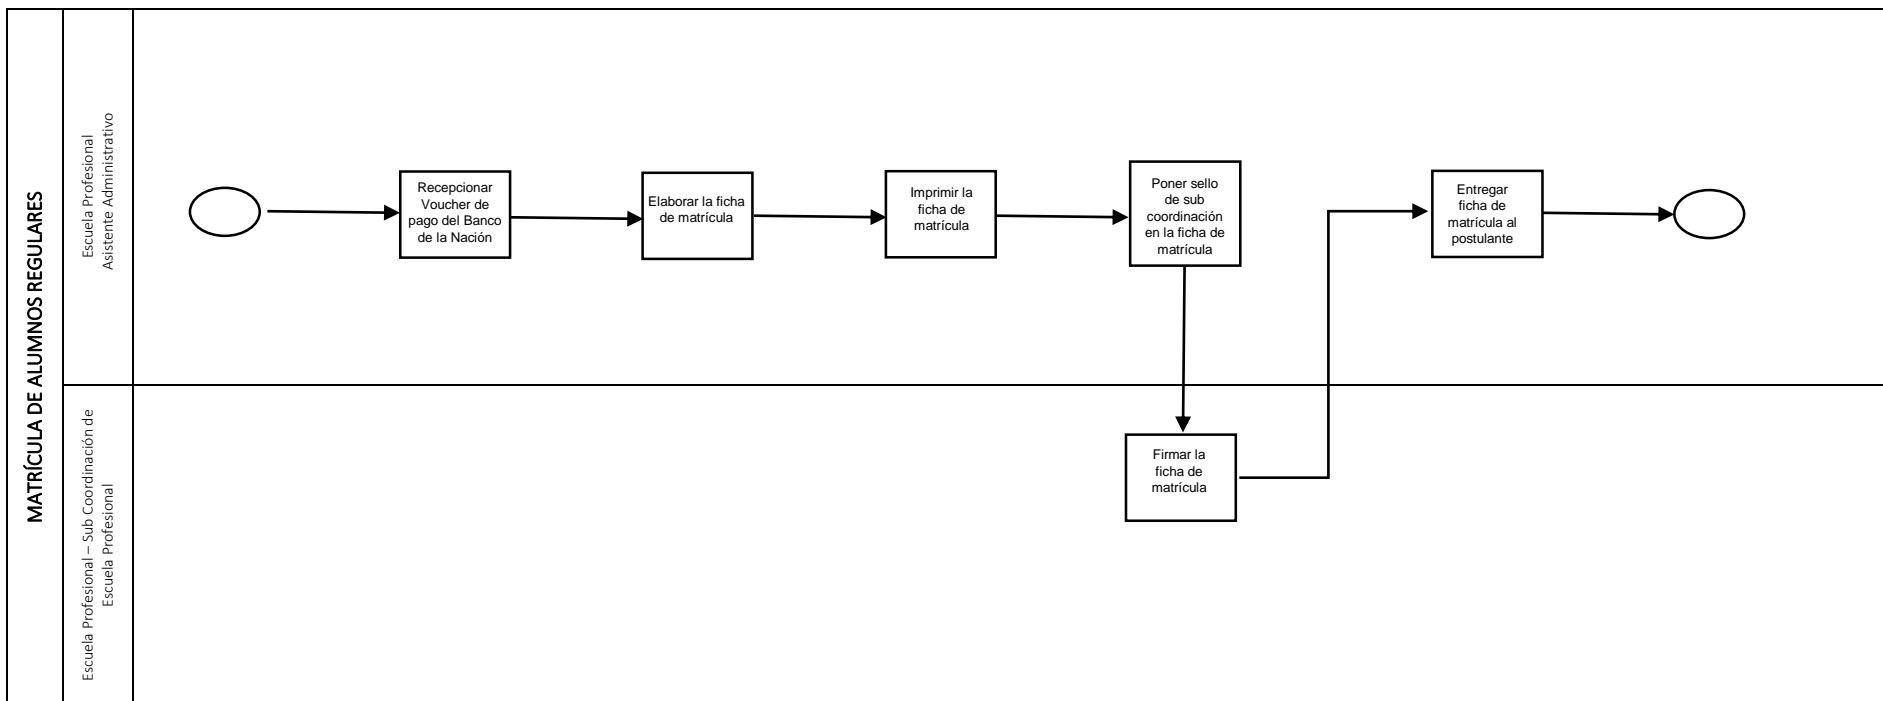 MATRÍCULA DE ALUMNOS REGULARES
Escuela Profesional
Asistente Administrativo
Recepcionar
Voucher de
pago del Banco
de la Nación
Elaborar la ficha
de matrícula
Imprimir la
ficha de
matrícula
Poner sello
de sub
coordinación
en la ficha de
matrícula
Entregar
ficha de
matrícula al
postulante
Escuela Profesional – Sub Coordinación de
Escuela Profesional
Firmar la
ficha de
matrícula